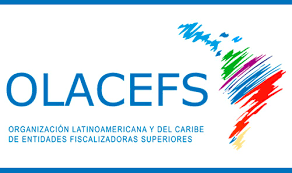 OLACEFS
ORGANIZACIÓN LATINOAMERICANA Y DEL CARIBE
DE ENTIDADES FISCALIZADORAS SUPERIORES